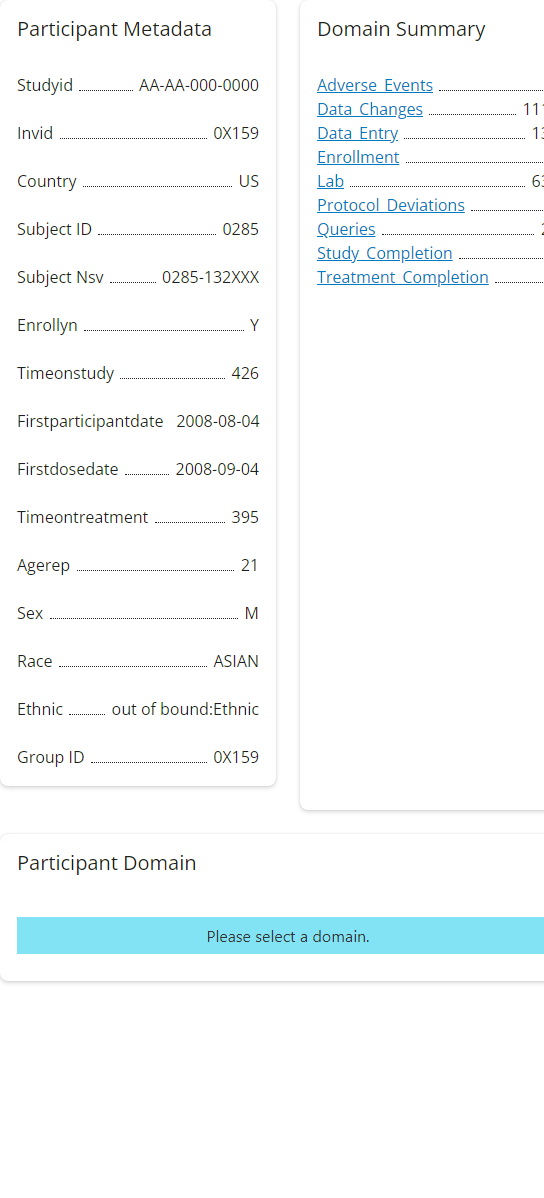 Participant Metadata
Studyid AA-AA-000-0000
Invid 0X159
Country US
Subject ID 0285
Subject Nsv 0285-132XXX
Enrollyn Y
Timeonstudy 426
Firstparticipantdate 2008-08-04
Firstdosedate 2008-09-04
Timeontreatment 395
Agerep 21
Sex M
Race ASIAN
Ethnic out of bound:Ethnic
Group ID 0X159
Domain Summary
Adverse Events
Data Changes
Data Entry
Enrollment
Lab
Protocol Deviations
Queries
Study Completion
Treatment Completion
Participant Domain
Please select a domain.